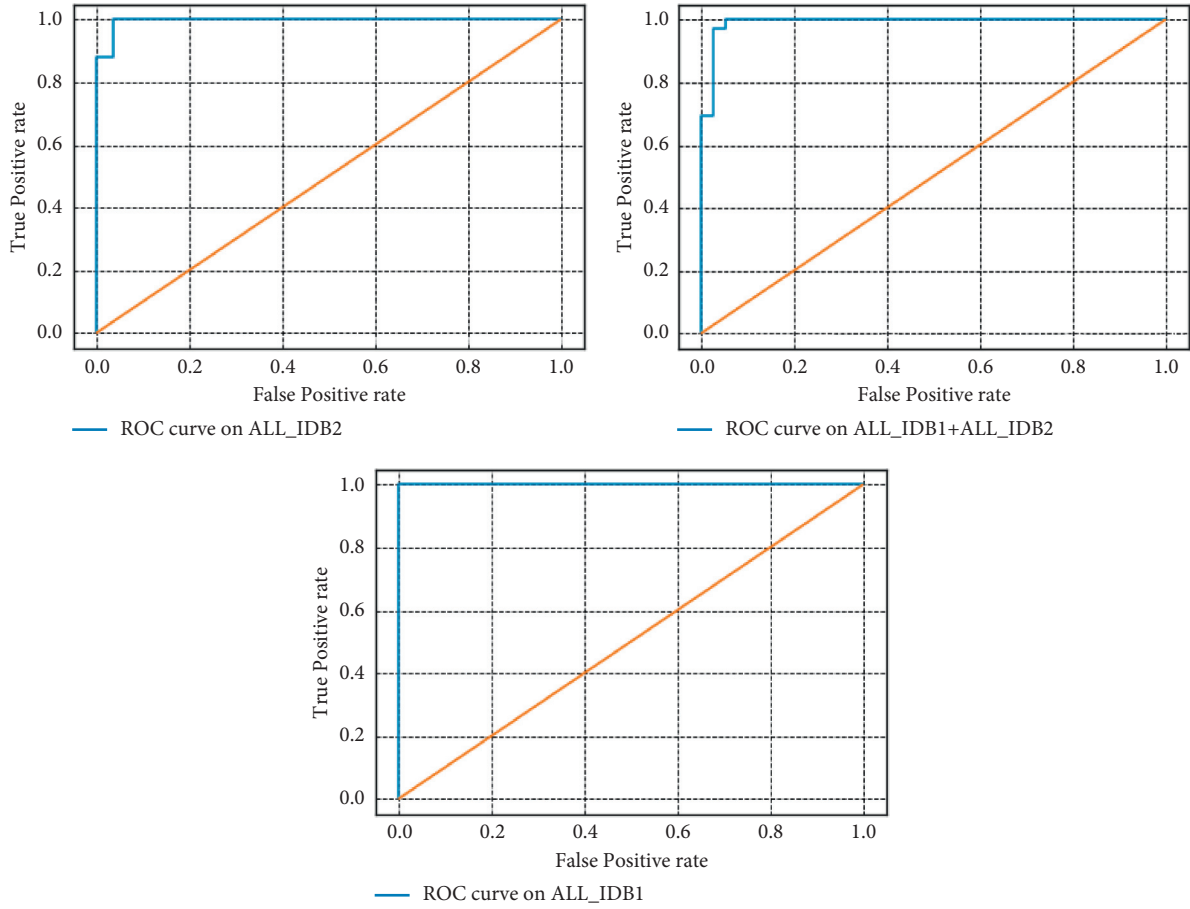 1.0
0.8
0.6
0.4
0.2
0.0
True Positive rate
0.0 0.2 0.4 0.6 0.8 1.0
False Positive rate
ROC curve on ALL_IDB2
1.0
0.8
0.6
0.4
0.2
0.0
True Positive rate
0.0 0.2 0.4 0.6 0.8 1.0
False Positive rate
ROC curve on ALL_IDB1+ALL_IDB2
1.0
0.8
0.6
0.4
0.2
0.0
True Positive rate
0.0 0.2 0.4 0.6 0.8 1.0
False Positive rate
ROC curve on ALL_IDB1